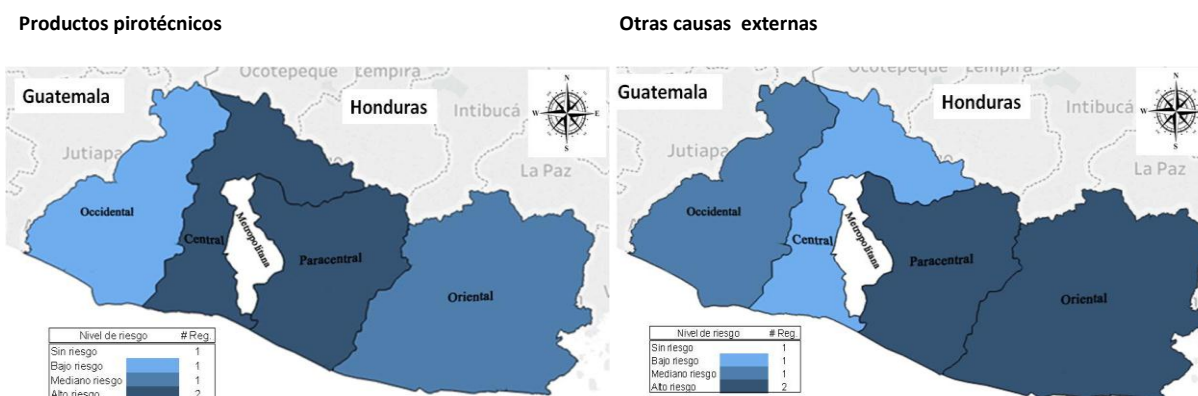 Productos pirotécnicos
Ocotepeque Lempira
Guatemala
Honduras
Intibucá
N
W E
S
Jutiapa
La Paz
Occidental
Central
Metropolitana
Paracentral
Oriental
Nivel de riesgo # Reg.
Sin riesgo 1
Bajo riesgo 1
Mediano riesgo 1
Alto riesgo 2
Otras causas externas
Ocotepeque Lempira
Guatemala
Honduras
Intibucá
N
W E
S
Jutiapa
La Paz
Occidental
Central
Metropolitana
Paracentral
Oriental
Nivel de riesgo # Reg.
Sin riesgo 1
Bajo riesgo 1
Mediano riesgo 1
Alto riesgo 2